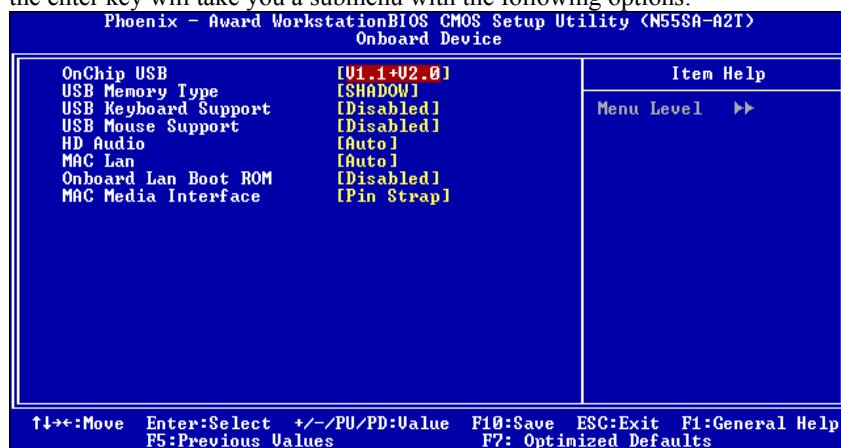 the enter key will take you a submenu with the following options:
Phoenix - Award WorkstationBIOS CMOS Setup Utility (N55SA-A2T)
Onboard Device
OnChip USB [V1.1+V2.0]
USB Memory Type [SHADOW]
USB Keyboard Support [Disabled]
USB Mouse Support [Disabled]
HD Audio [Auto]
MAC Lan [Auto]
Onboard Lan Boot ROM [Disabled]
MAC Media Interface [Pin Strap]
Item Help
Menu Level ▶▶
↑↓→←:Move Enter:Select +/-/PU/PD:Value F10:Save ESC:Exit F1:General Help
F5:Previous Values F7: Optimized Defaults